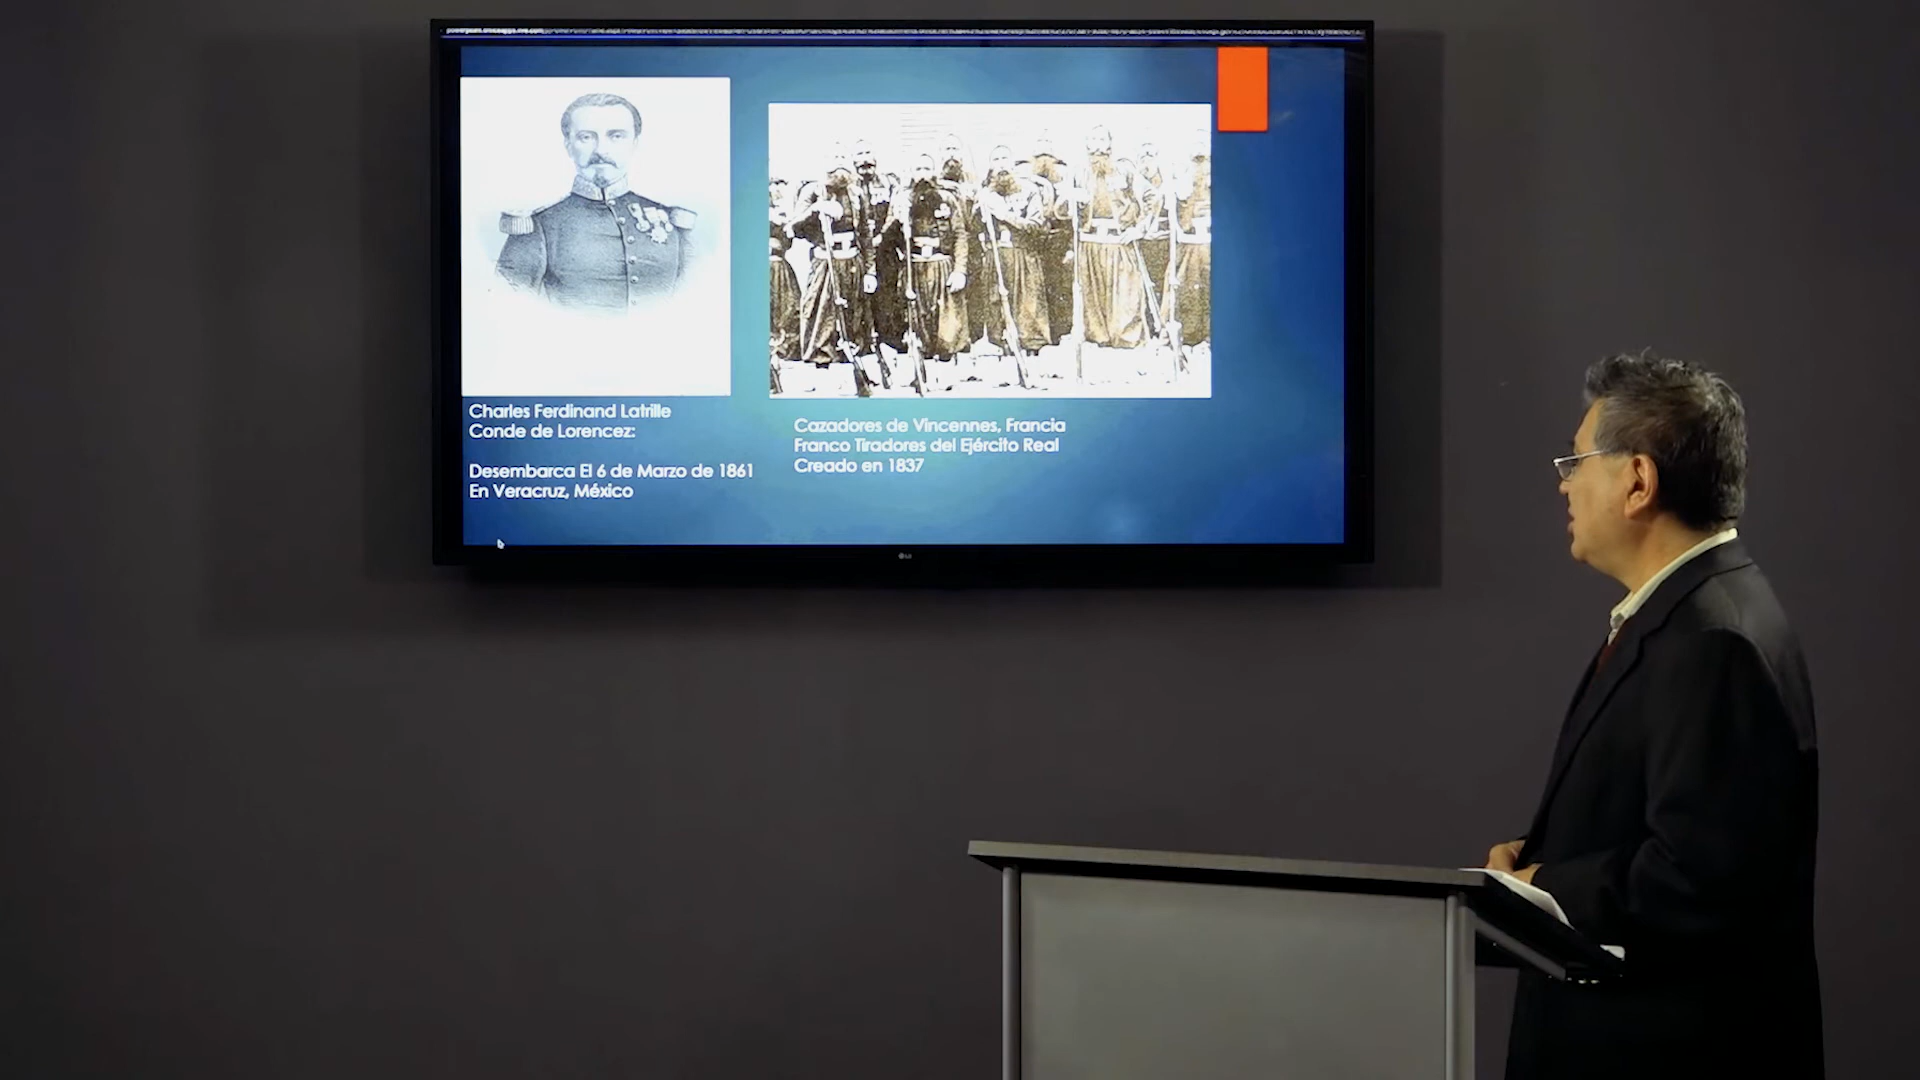 Charles Ferdinand Latrille
Conde de Lorencez:
Desembarca El 6 de Marzo de 1861
En Veracruz, México
Cazadores de Vincennes, Francia
Franco Tiradores del Ejército Real
Creado en 1837
LG